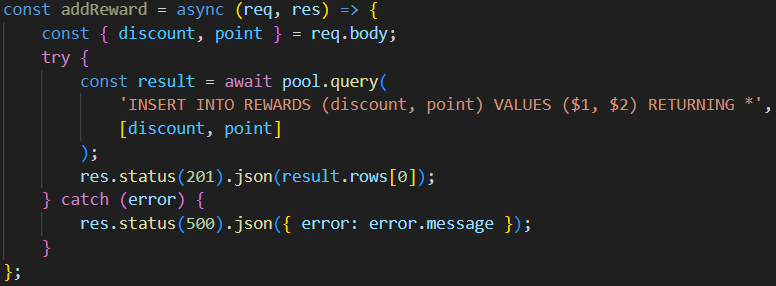 const addReward = async (req, res) => {
    const { discount, point } = req.body;
    try {
        const result = await pool.query(
            'INSERT INTO REWARDS (discount, point) VALUES ($1, $2) RETURNING *',
            [discount, point]
        );
        res.status(201).json(result.rows[0]);
    } catch (error) {
        res.status(500).json({ error: error.message });
    }
};